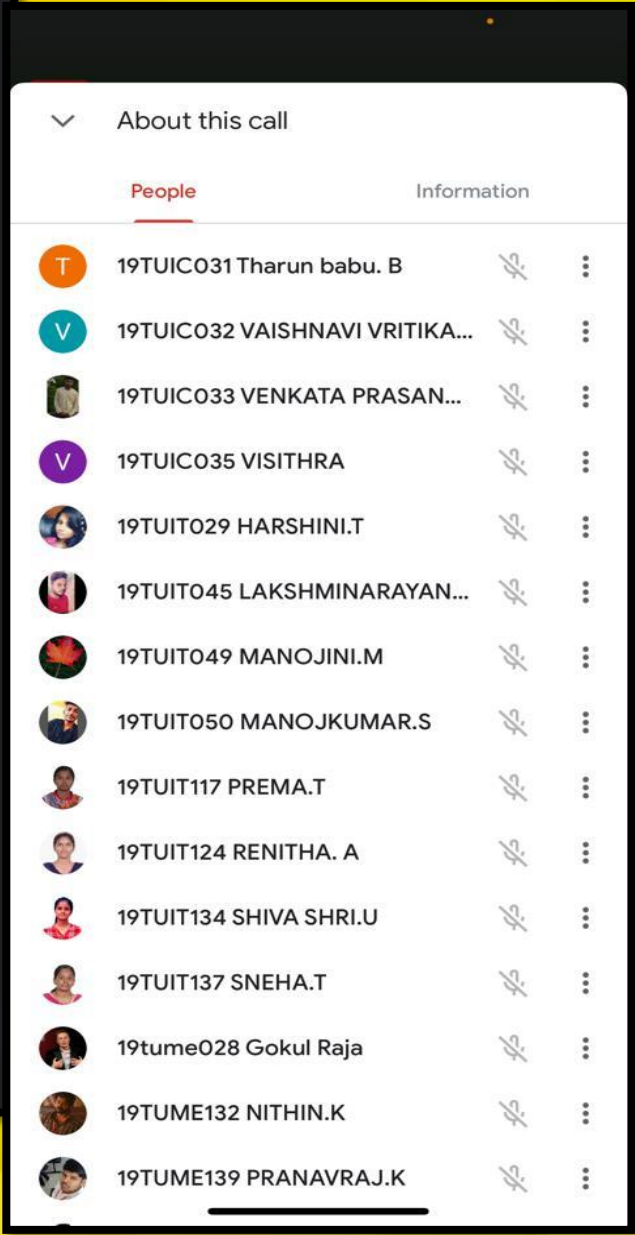 About this call
People Information
T 19TUIC031 Tharun babu. B
V 19TUIC032 VAISHNAVI VRITIKA...
19TUIC033 VENKATA PRASAN...
V 19TUIC035 VISITHRA
19TUIT029 HARSHINI.T
19TUIT045 LAKSHMINARAYAN...
19TUIT049 MANOJINI.M
19TUIT050 MANOJKUMAR.S
19TUIT117 PREMA.T
19TUIT124 RENITHA. A
19TUIT134 SHIVA SHRI.U
19TUIT137 SNEHA.T
19tume028 Gokul Raja
19TUME132 NITHIN.K
19TUME139 PRANAVRAJ.K